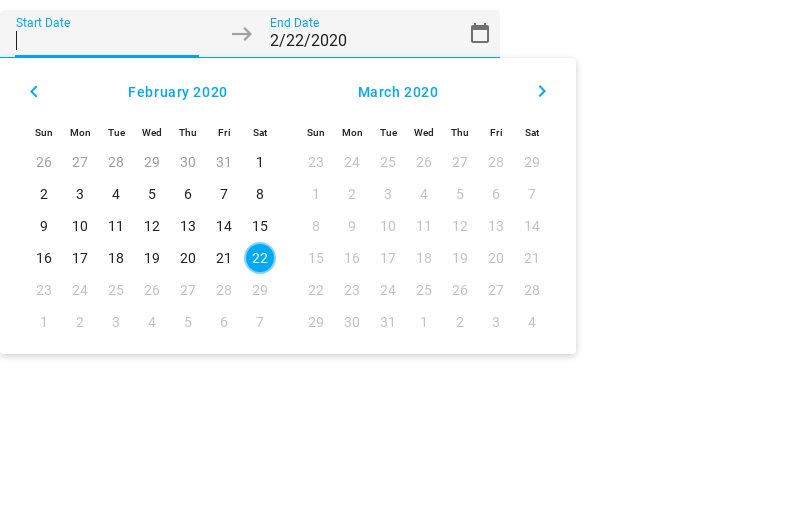 Start Date End Date
2/22/2020
February 2020 March 2020
Sun Mon Tue Wed Thu Fri Sat Sun Mon Tue Wed Thu Fri Sat
26 27 28 29 30 31 1 23 24 25 26 27 28 29
2 3 4 5 6 7 8 1 2 3 4 5 6 7
9 10 11 12 13 14 15 8 9 10 11 12 13 14
16 17 18 19 20 21 22 15 16 17 18 19 20 21
23 24 25 26 27 28 29 22 23 24 25 26 27 28
1 2 3 4 5 6 7 29 30 31 1 2 3 4